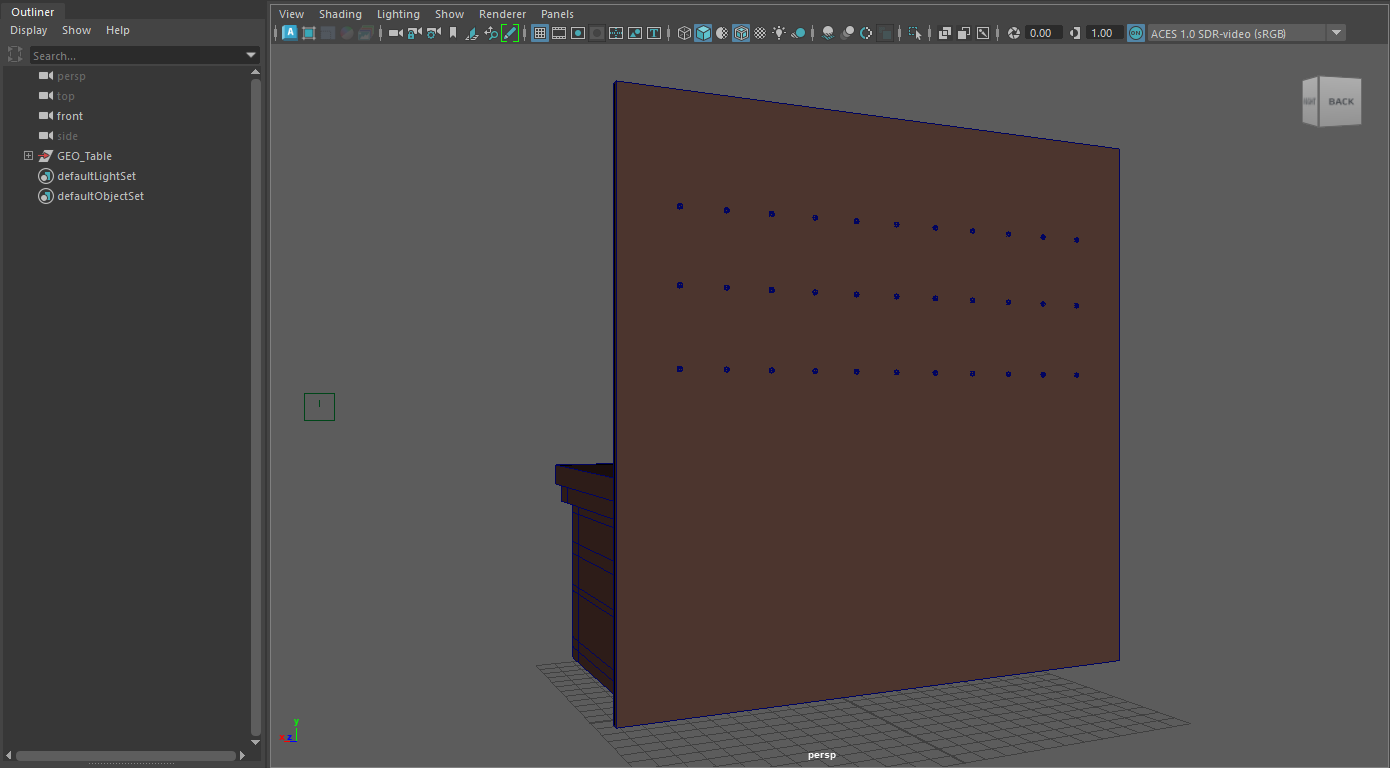 Outliner
Display Show Help
Search...
persp
top
front
side
GEO_Table
defaultLightSet
defaultObjectSet
View Shading Lighting Show Renderer Panels
A
T
0.00
1.00
ON
ACES 1.0 SDR-video (sRGB)
BACK
y
x z
persp